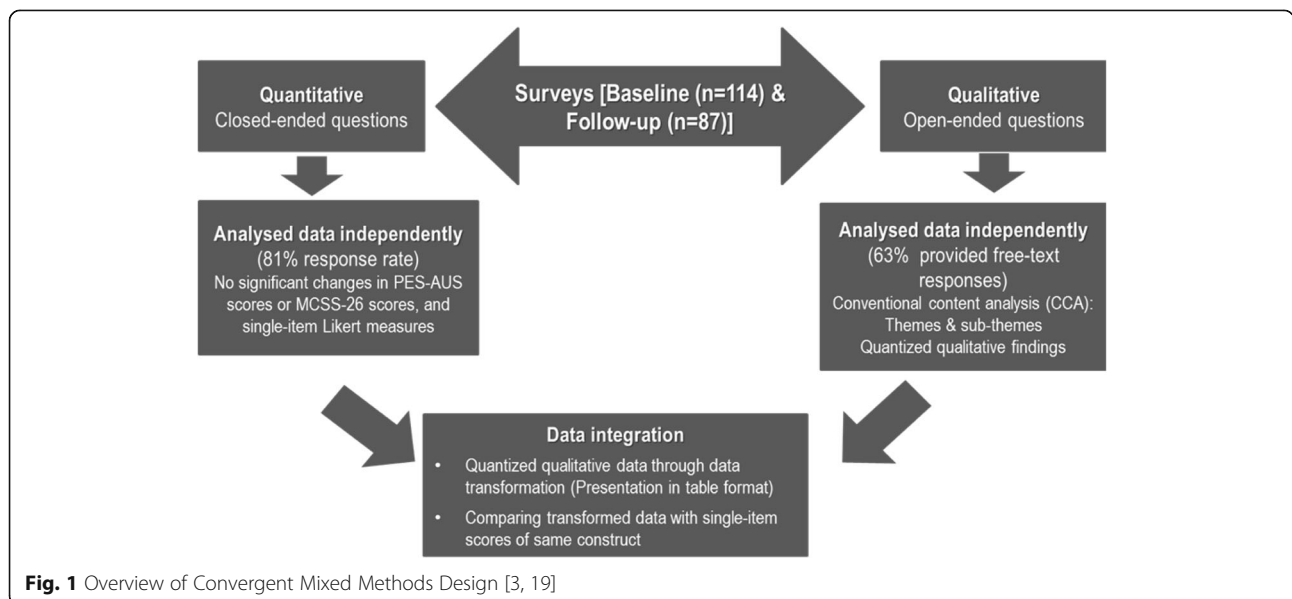 Quantitative
Closed-ended questions
Surveys [Baseline (n=114) &
Follow-up (n=87)]
Qualitative
Open-ended questions
Analysed data independently
(81% response rate)
No significant changes in PES-AUS
scores or MCSS-26 scores, and
single-item Likert measures
Analysed data independently
(63% provided free-text
responses)
Conventional content analysis (CCA):
Themes & sub-themes
Quantized qualitative findings
Data integration
• Quantized qualitative data through data
transformation (Presentation in table format)
• Comparing transformed data with single-item
scores of same construct
Fig. 1 Overview of Convergent Mixed Methods Design [3, 19]